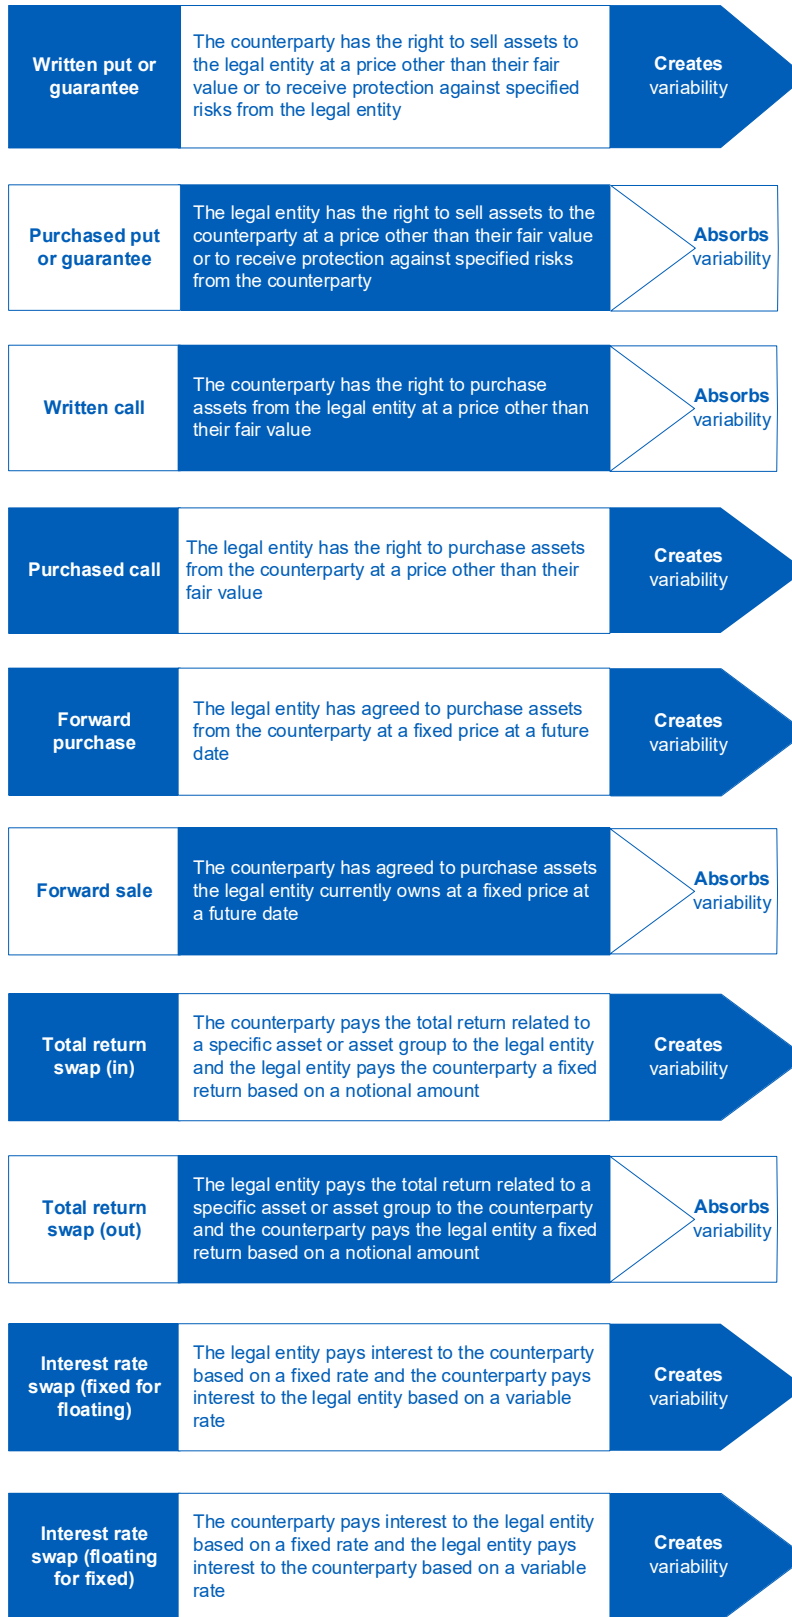 Written put or
guarantee
The counterparty has the right to sell assets to
the legal entity at a price other than their fair
value or to receive protection against specified
risks from the legal entity
Creates
variability
Purchased put
or guarantee
The legal entity has the right to sell assets to the
counterparty at a price other than their fair value
or to receive protection against specified risks
from the counterparty
Absorbs
variability
Written call
The counterparty has the right to purchase
assets from the legal entity at a price other than
their fair value
Absorbs
variability
Purchased call
The legal entity has the right to purchase assets
from the counterparty at a price other than their
fair value
Creates
variability
Forward
purchase
The legal entity has agreed to purchase assets
from the counterparty at a fixed price at a future
date
Creates
variability
Forward sale
The counterparty has agreed to purchase assets
the legal entity currently owns at a fixed price at
a future date
Absorbs
variability
Total return
swap (in)
The counterparty pays the total return related to
a specific asset or asset group to the legal entity
and the legal entity pays the counterparty a fixed
return based on a notional amount
Creates
variability
Total return
swap (out)
The legal entity pays the total return related to a
specific asset or asset group to the counterparty
and the counterparty pays the legal entity a fixed
return based on a notional amount
Absorbs
variability
Interest rate
swap (fixed for
floating)
The legal entity pays interest to the counterparty
based on a fixed rate and the counterparty pays
interest to the legal entity based on a variable
rate
Creates
variability
Interest rate
swap (floating
for fixed)
The counterparty pays interest to the legal entity
based on a fixed rate and the legal entity pays
interest to the counterparty based on a variable
rate
Creates
variability